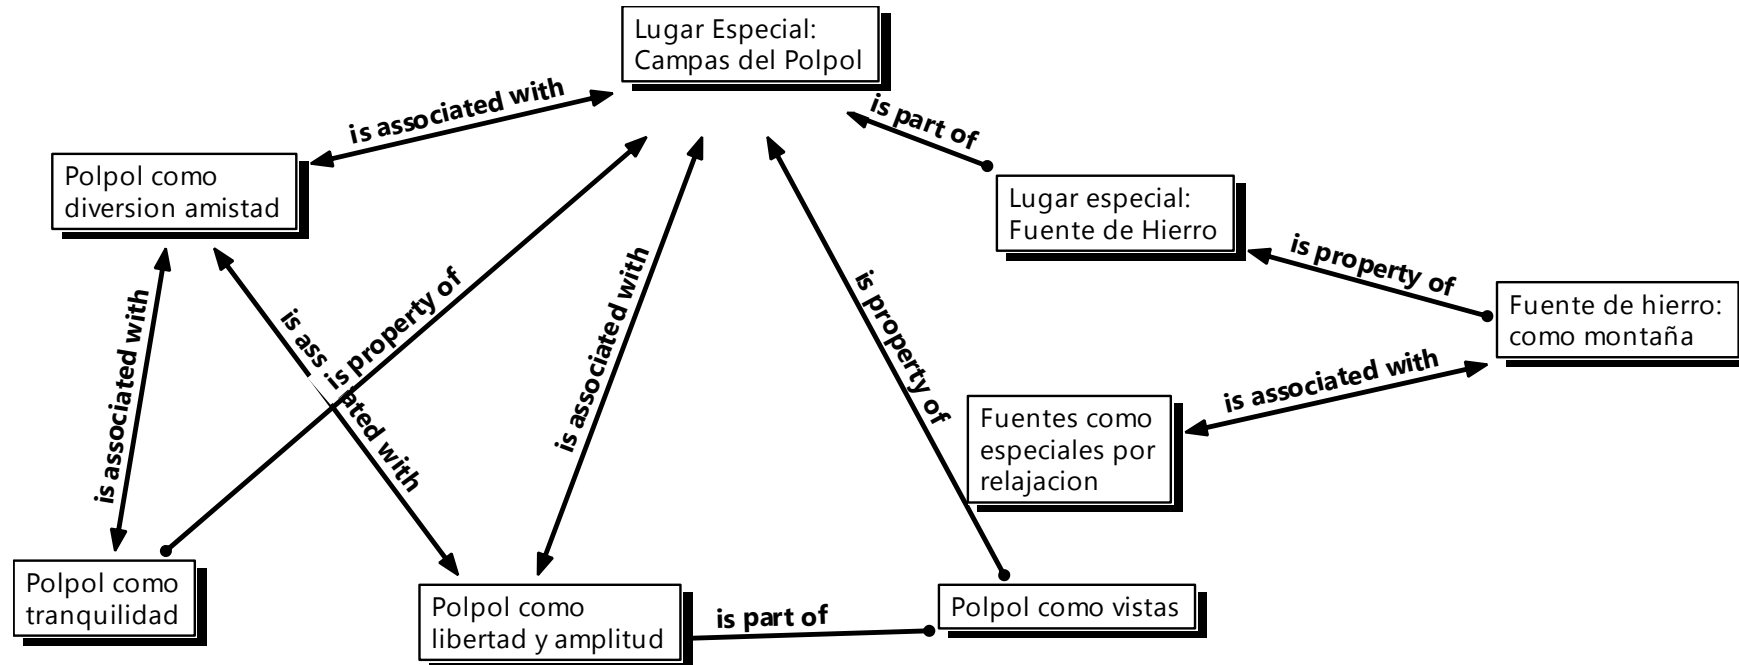 Lugar Especial:
Campas del Polpol
is associated with
is part of
Polpol como
diversion amistad
Lugar especial:
Fuente de Hierro
is property of
Fuente de hierro:
como montaña
is associated with
is property of
is associated with
is property of
is associated with
Fuentes como
especiales por
relajacion
is associated with
Polpol como
tranquilidad
Polpol como
libertad y amplitud
is part of
Polpol como vistas